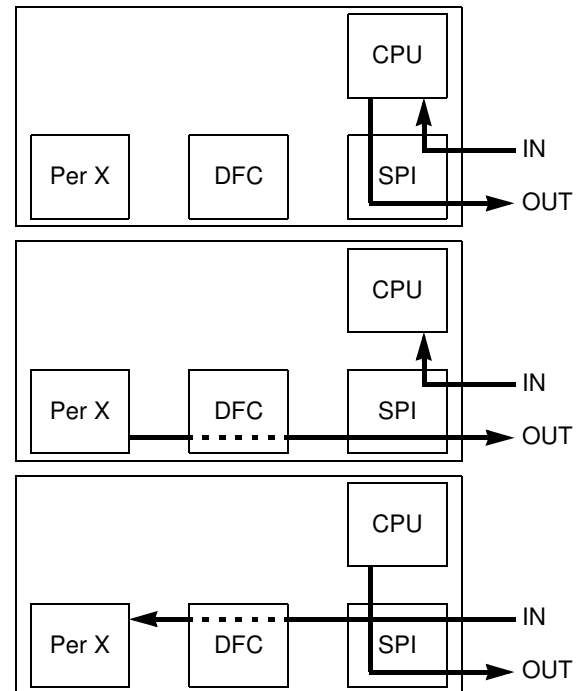 CPU
IN
Per X DFC SPI
OUT
CPU
IN
Per X DFC SPI
OUT
CPU
IN
Per X DFC SPI
OUT